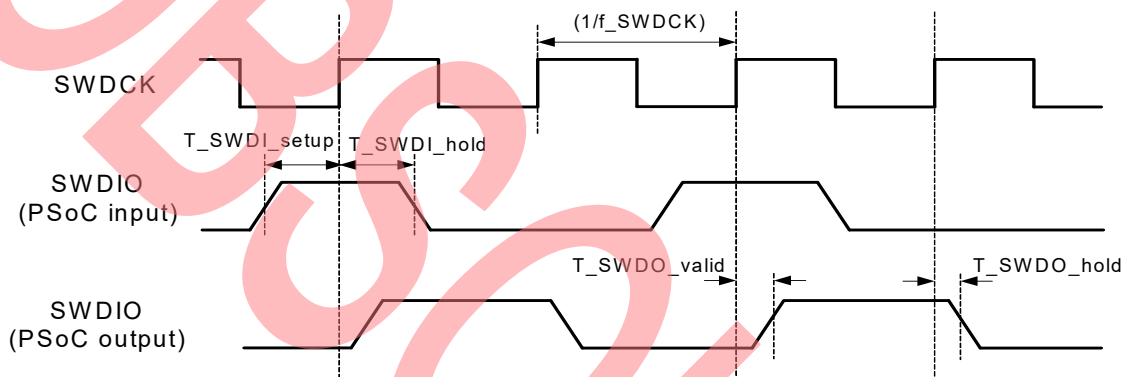 (1/f_SWDCK)
SWDCK
T_SWDI_setup
T_SWDI_hold
SWDIO
(PSoC input)
T_SWDO_valid
T_SWDO_hold
SWDIO
(PSoC output)